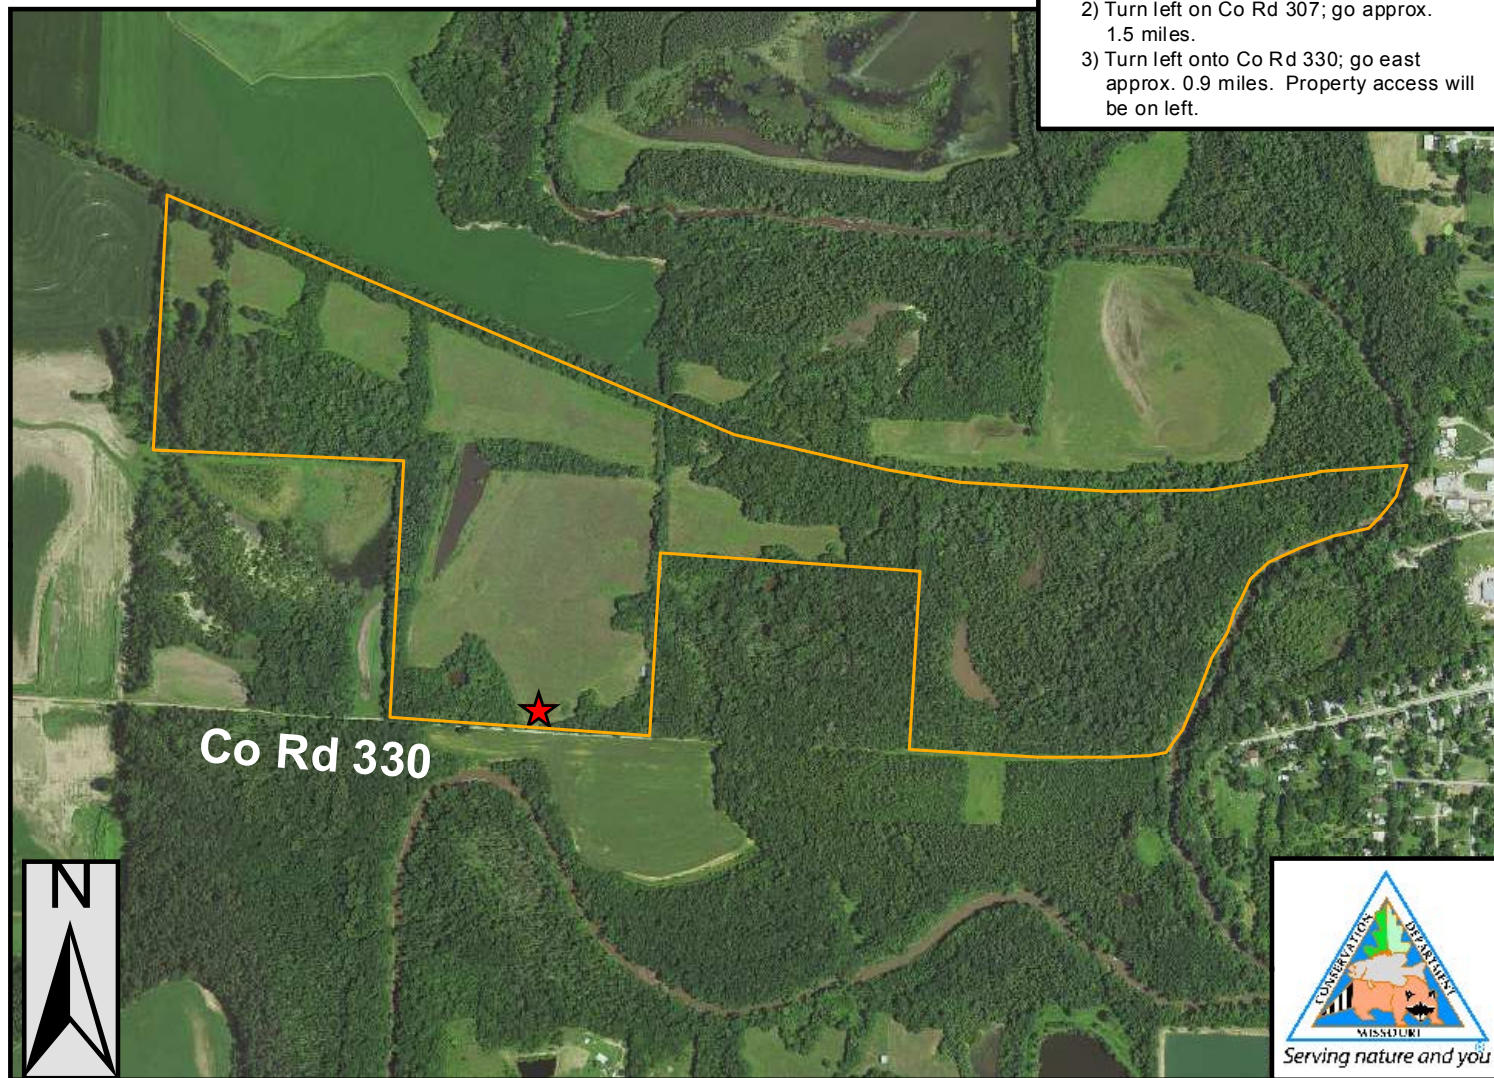 2) Turn left on Co Rd 307; go approx.
1.5 miles.
3) Turn left onto Co Rd 330; go east
approx. 0.9 miles. Property access will
be on left.
Co Rd 330
N
CONSERVATION
DEPARTMENT
MISSOURI
Serving nature and you